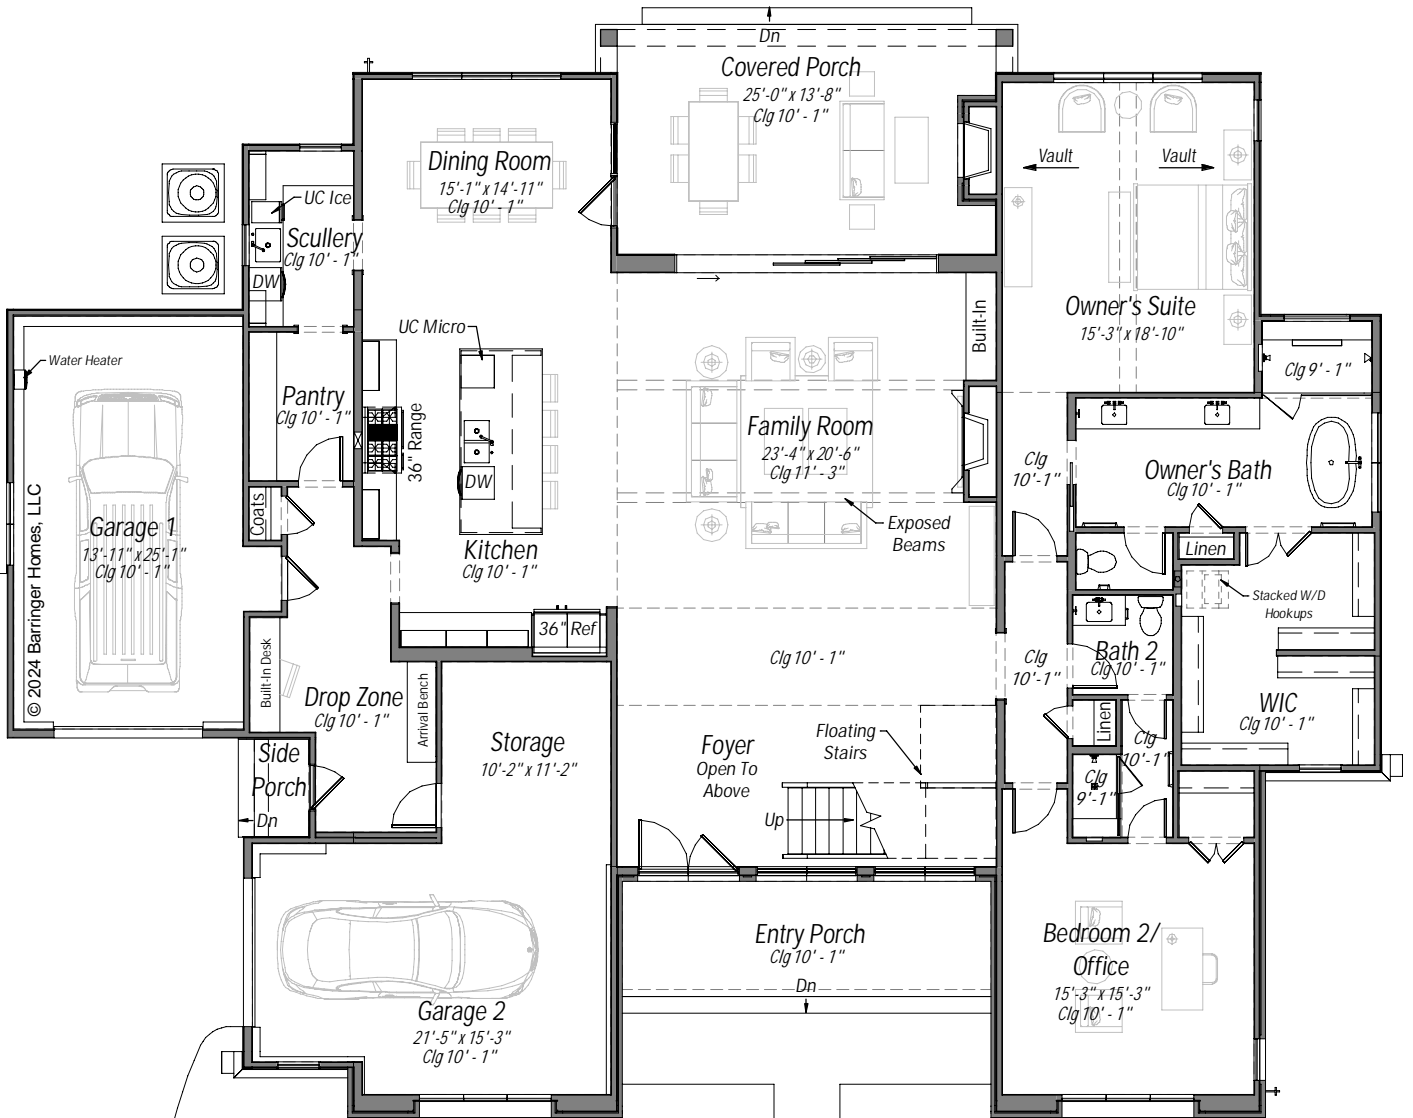 Dn
Covered Porch
25'-0" x 13'-8"
Clg 10' - 1"
Dining Room
15'-1" x 14'-11"
Clg 10' - 1"
Vault
Vault
UC Ice
Scullery
Clg 10' - 1"
DW
Owner's Suite
15'-3" x 18'-10"
UC Micro
Built-In
Water Heater
Clg 9' - 1"
Pantry
Clg 10' - 1"
36" Range
Family Room
23'-4" x 20'-6"
Clg 11' - 3"
Clg
10'-1"
Owner's Bath
Clg 10' - 1"
DW
Coats
Garage 1
13'-11" x 25'-1"
Clg 10' - 1"
Exposed
Beams
Kitchen
Clg 10' - 1"
Linen
Stacked W/D
Hookups
© 2024 Barringer Homes, LLC
36" Ref
Built-In Desk
Drop Zone
Clg 10' - 1"
Arrival Bench
Clg 10' - 1"
Clg
10'-1"
Bath 2
Clg 10' - 1"
WIC
Clg 10' - 1"
Linen
Clg
10'-1"
Clg
9'-1"
Side
Porch
Dn
Storage
10'-2" x 11'-2"
Foyer
Open To
Above
Floating
Stairs
Up
Entry Porch
Clg 10' - 1"
Dn
Bedroom 2/
Office
15'-3" x 15'-3"
Clg 10' - 1"
Garage 2
21'-5" x 15'-3"
Clg 10' - 1"